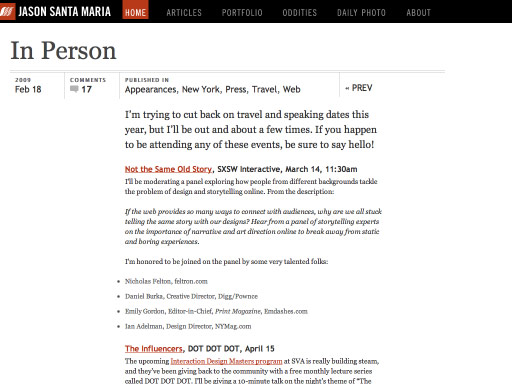 JASON SANTA MARIA HOME ARTICLES PORTFOLIO ODDITIES DAILY PHOTO ABOUT
In Person
2009 COMMENTS PUBLISHED IN
Feb 18 17 Appearances, New York, Press, Travel, Web « PREV
I'm trying to cut back on travel and speaking dates this
year, but I'll be out and about a few times. If you happen
to be attending any of these events, be sure to say hello!
Not the Same Old Story, SXSW Interactive, March 14, 11:30am
I'll be moderating a panel exploring how people from different backgrounds tackle
the problem of design and storytelling online. From the description:
If the web provides so many ways to connect with audiences, why are we all stuck
telling the same story with our designs? Hear from a panel of storytelling experts
on the importance of narrative and art direction online to break away from static
and boring experiences.
I'm honored to be joined on the panel by some very talented folks:
• Nicholas Felton, feltron.com
• Daniel Burka, Creative Director, Digg/Pownce
• Emily Gordon, Editor-in-Chief, Print Magazine, Emdashes.com
• Ian Adelman, Design Director, NYMag.com
The Influencers, DOT DOT DOT, April 15
The upcoming Interaction Design Masters program at SVA is really building steam,
and they've been giving back to the community with a free monthly lecture series
called DOT DOT DOT. I'll be giving a 10-minute talk on the night's theme of "The